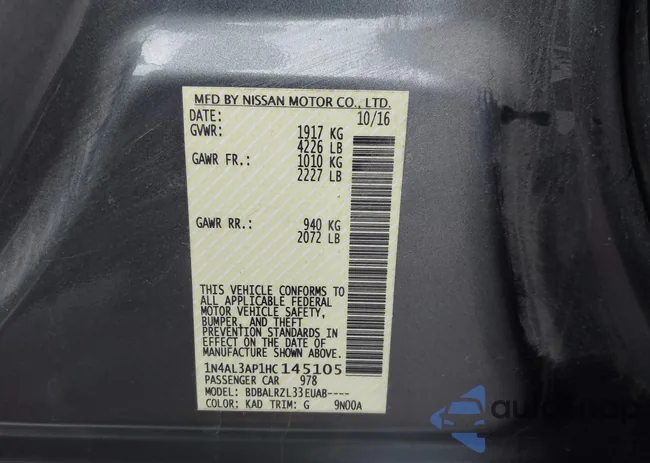 MFD BY NISSAN MOTOR CO., LTD.
DATE: 10/16
GVWR: 1917 KG
4226 LB
GAWR FR.: 1010 KG
2227 LB
GAWR RR.: 940 KG
2072 LB
THIS VEHICLE CONFORMS TO
ALL APPLICABLE FEDERAL
MOTOR VEHICLE SAFETY,
BUMPER, AND THEFT
PREVENTION STANDARDS IN
EFFECT ON THE DATE OF
MANUFACTURE SHOWN ABOVE.
1N4AL3AP1HC145105
PASSENGER CAR 978
MODEL: BDBALRZL33EUAB----
COLOR: KAD TRIM: G 9N00A